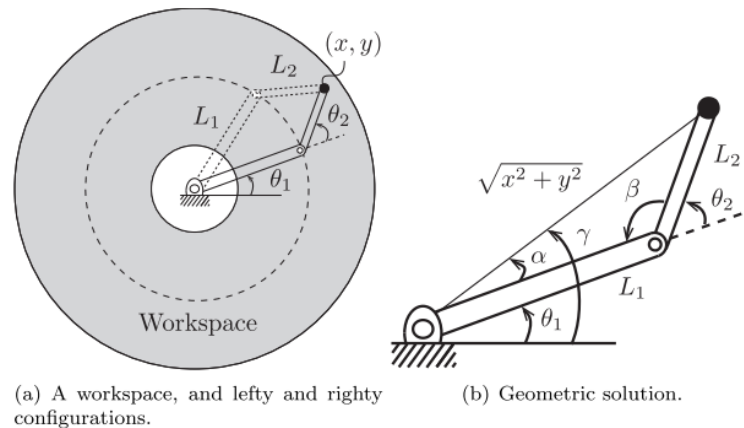 (x, y)
L₂
L₁
θ₂
θ₁
Workspace
(a) A workspace, and lefty and righty
configurations.
√x² + y²
L₂
β
θ₂
γ
α
L₁
θ₁
(b) Geometric solution.